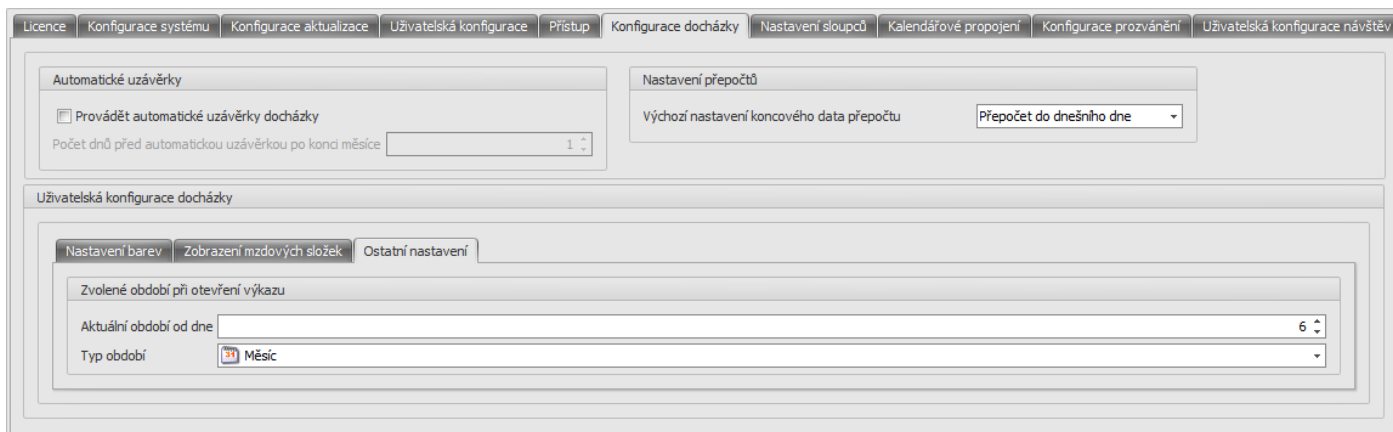 Licence Konfigurace systému Konfigurace aktualizace Uživatelská konfigurace Přístup Konfigurace docházky Nastavení sloupců Kalendářové propojení Konfigurace prozvánění Uživatelská konfigurace návštěv
Automatické uzávěrky
Provádět automatické uzávěrky docházky
Počet dnů před automatickou uzávěrkou po konci měsíce 1
Nastavení přepočtů
Výchozí nastavení koncového data přepočtu Přepočet do dnešního dne
Uživatelská konfigurace docházky
Nastavení barev Zobrazení mzdových složek Ostatní nastavení
Zvolené období při otevření výkazu
Aktuální období od dne 6
Typ období 31 Měsíc